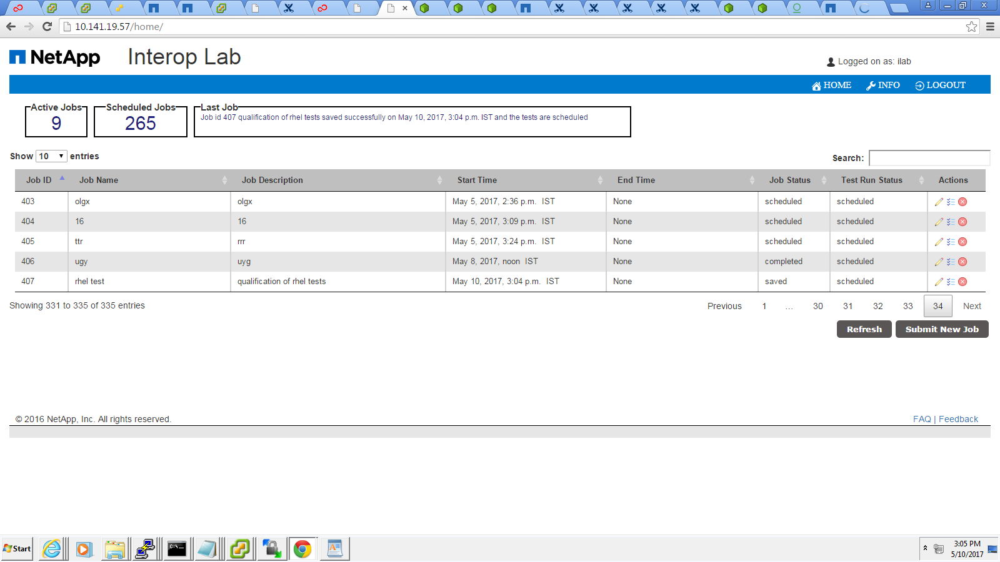 10.141.19.57/home/
NetApp Interop Lab
Logged on as: ilab
HOME INFO LOGOUT
Active Jobs Scheduled Jobs Last Job
9 265 Job id 407 qualification of rhel tests saved successfully on May 10, 2017, 3:04 p.m. IST and the tests are scheduled
Show 10 entries Search:
Job ID Job Name Job Description Start Time End Time Job Status Test Run Status Actions
403 olgx olgx May 5, 2017, 2:36 p.m. IST None scheduled scheduled
404 16 16 May 5, 2017, 3:09 p.m. IST None scheduled scheduled
405 ttr rrr May 5, 2017, 3:24 p.m. IST None scheduled scheduled
406 ugy uyg May 8, 2017, noon IST None completed scheduled
407 rhel test qualification of rhel tests May 10, 2017, 3:04 p.m. IST None saved scheduled
Showing 331 to 335 of 335 entries Previous 1 ... 30 31 32 33 34 Next
Refresh Submit New Job
© 2016 NetApp, Inc. All rights reserved. FAQ | Feedback
Start 3:05 PM
5/10/2017